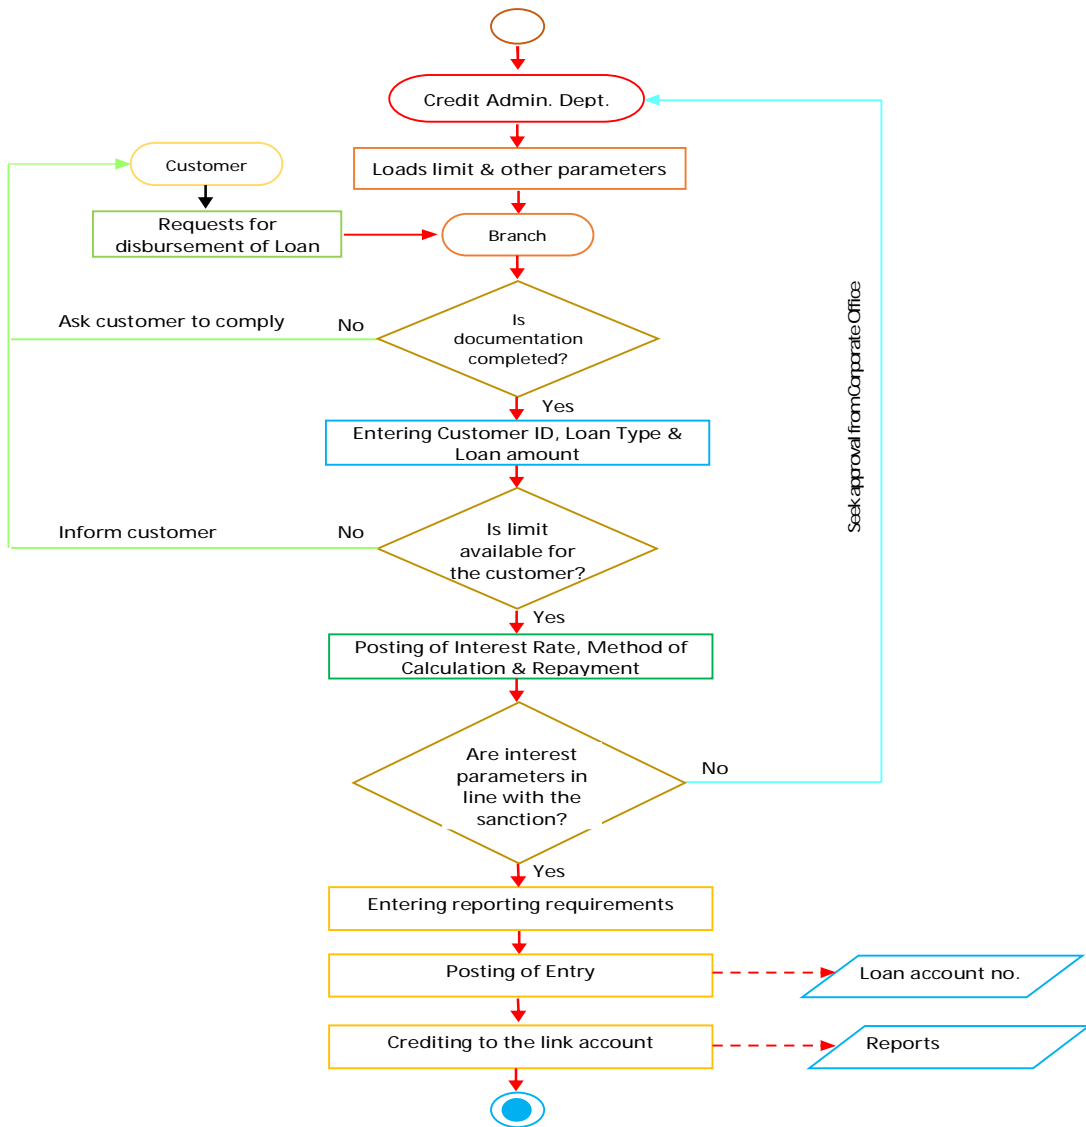 Credit Admin. Dept.
Loads limit & other parameters
Customer
Requests for
disbursement of Loan
Branch
Is
documentation
completed?
Ask customer to comply
No
Yes
Seek approval from Corporate Office
Entering Customer ID, Loan Type &
Loan amount
Is limit
available for
the customer?
Inform customer
No
Yes
Posting of Interest Rate, Method of
Calculation & Repayment
Are interest
parameters in
line with the
sanction?
No
Yes
Entering reporting requirements
Posting of Entry
Loan account no.
Crediting to the link account
Reports